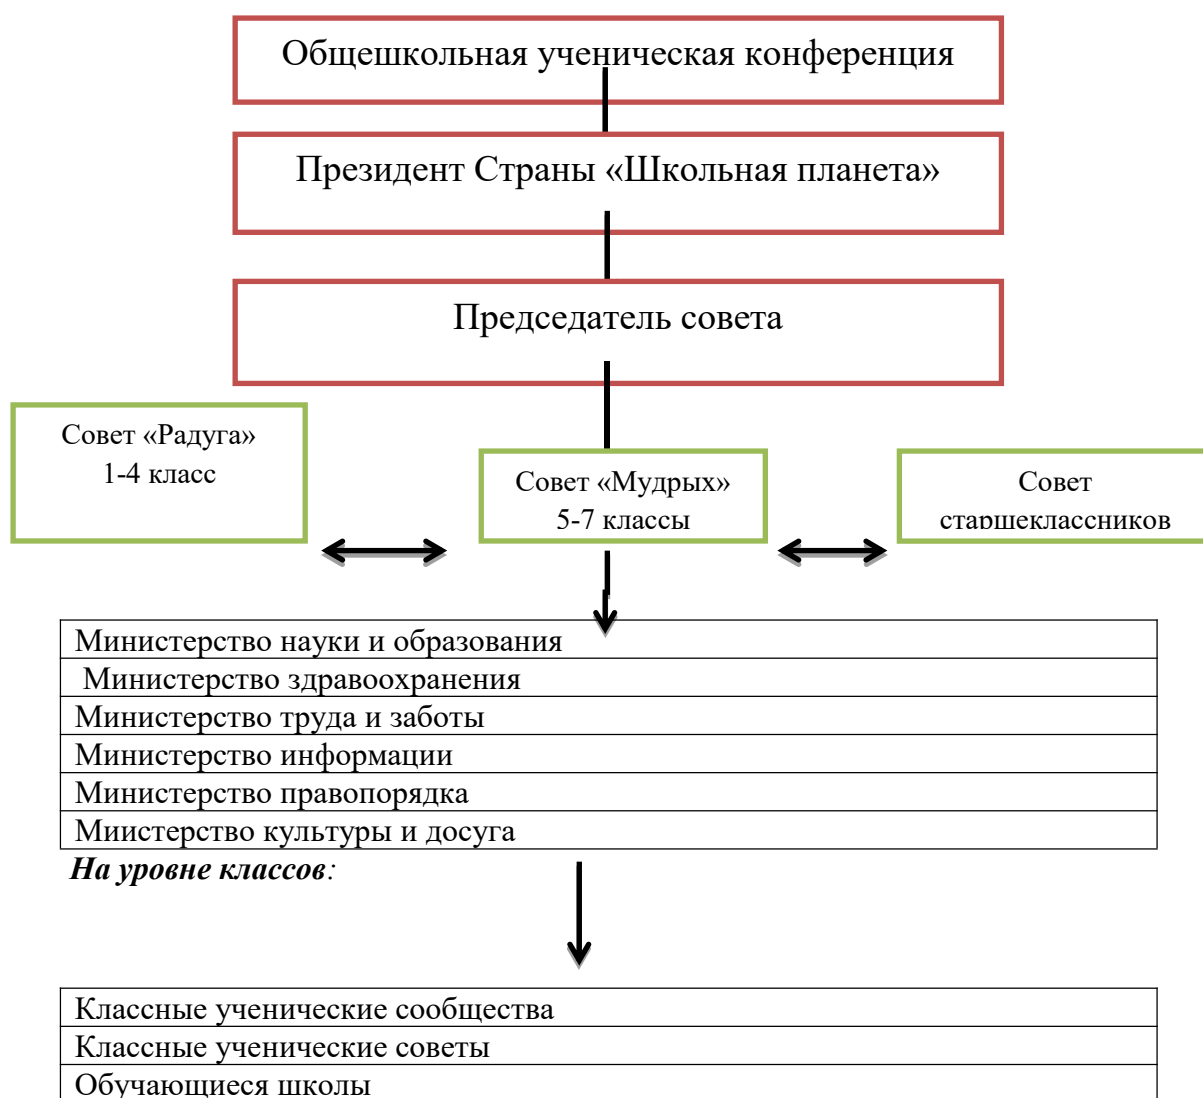 Общешкольная ученическая конференция
Президент Страны «Школьная планета»
Председатель совета
Совет «Радуга»
1-4 класс
Совет «Мудрых»
5-7 классы
Совет
старшеклассников
Министерство науки и образования
Министерство здравоохранения
Министерство труда и заботы
Министерство информации
Министерство правопорядка
Миистерство культуры и досуга
На уровне классов:
Классные ученические сообщества
Классные ученические советы
Обучающиеся школы